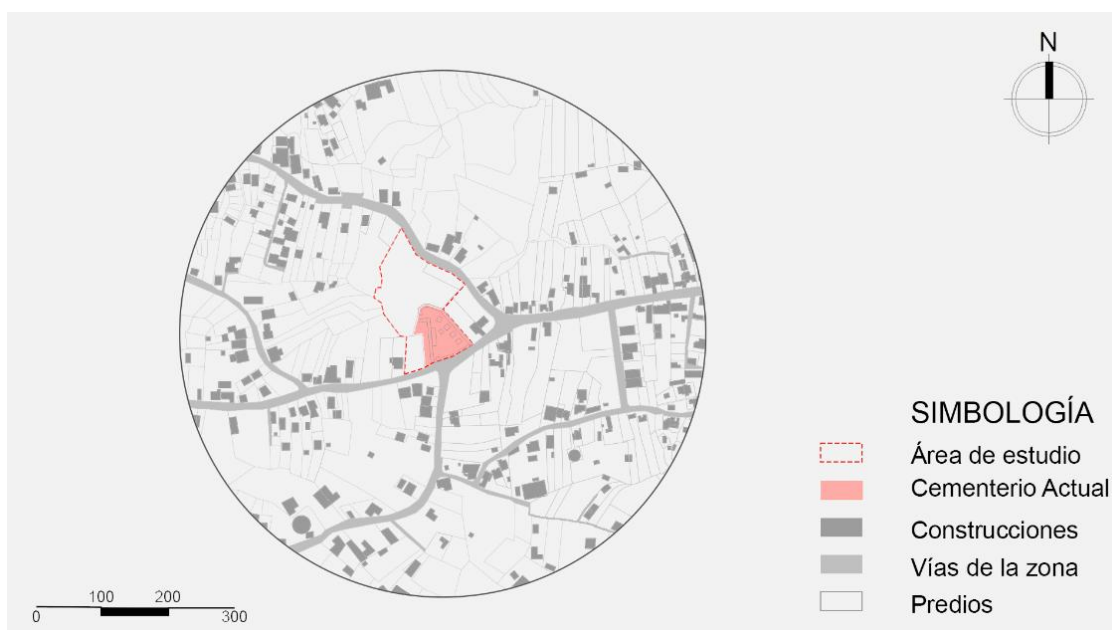 N
SIMBOLOGÍA
Área de estudio
Cementerio Actual
Construcciones
Vías de la zona
Predios
100 200
0 300